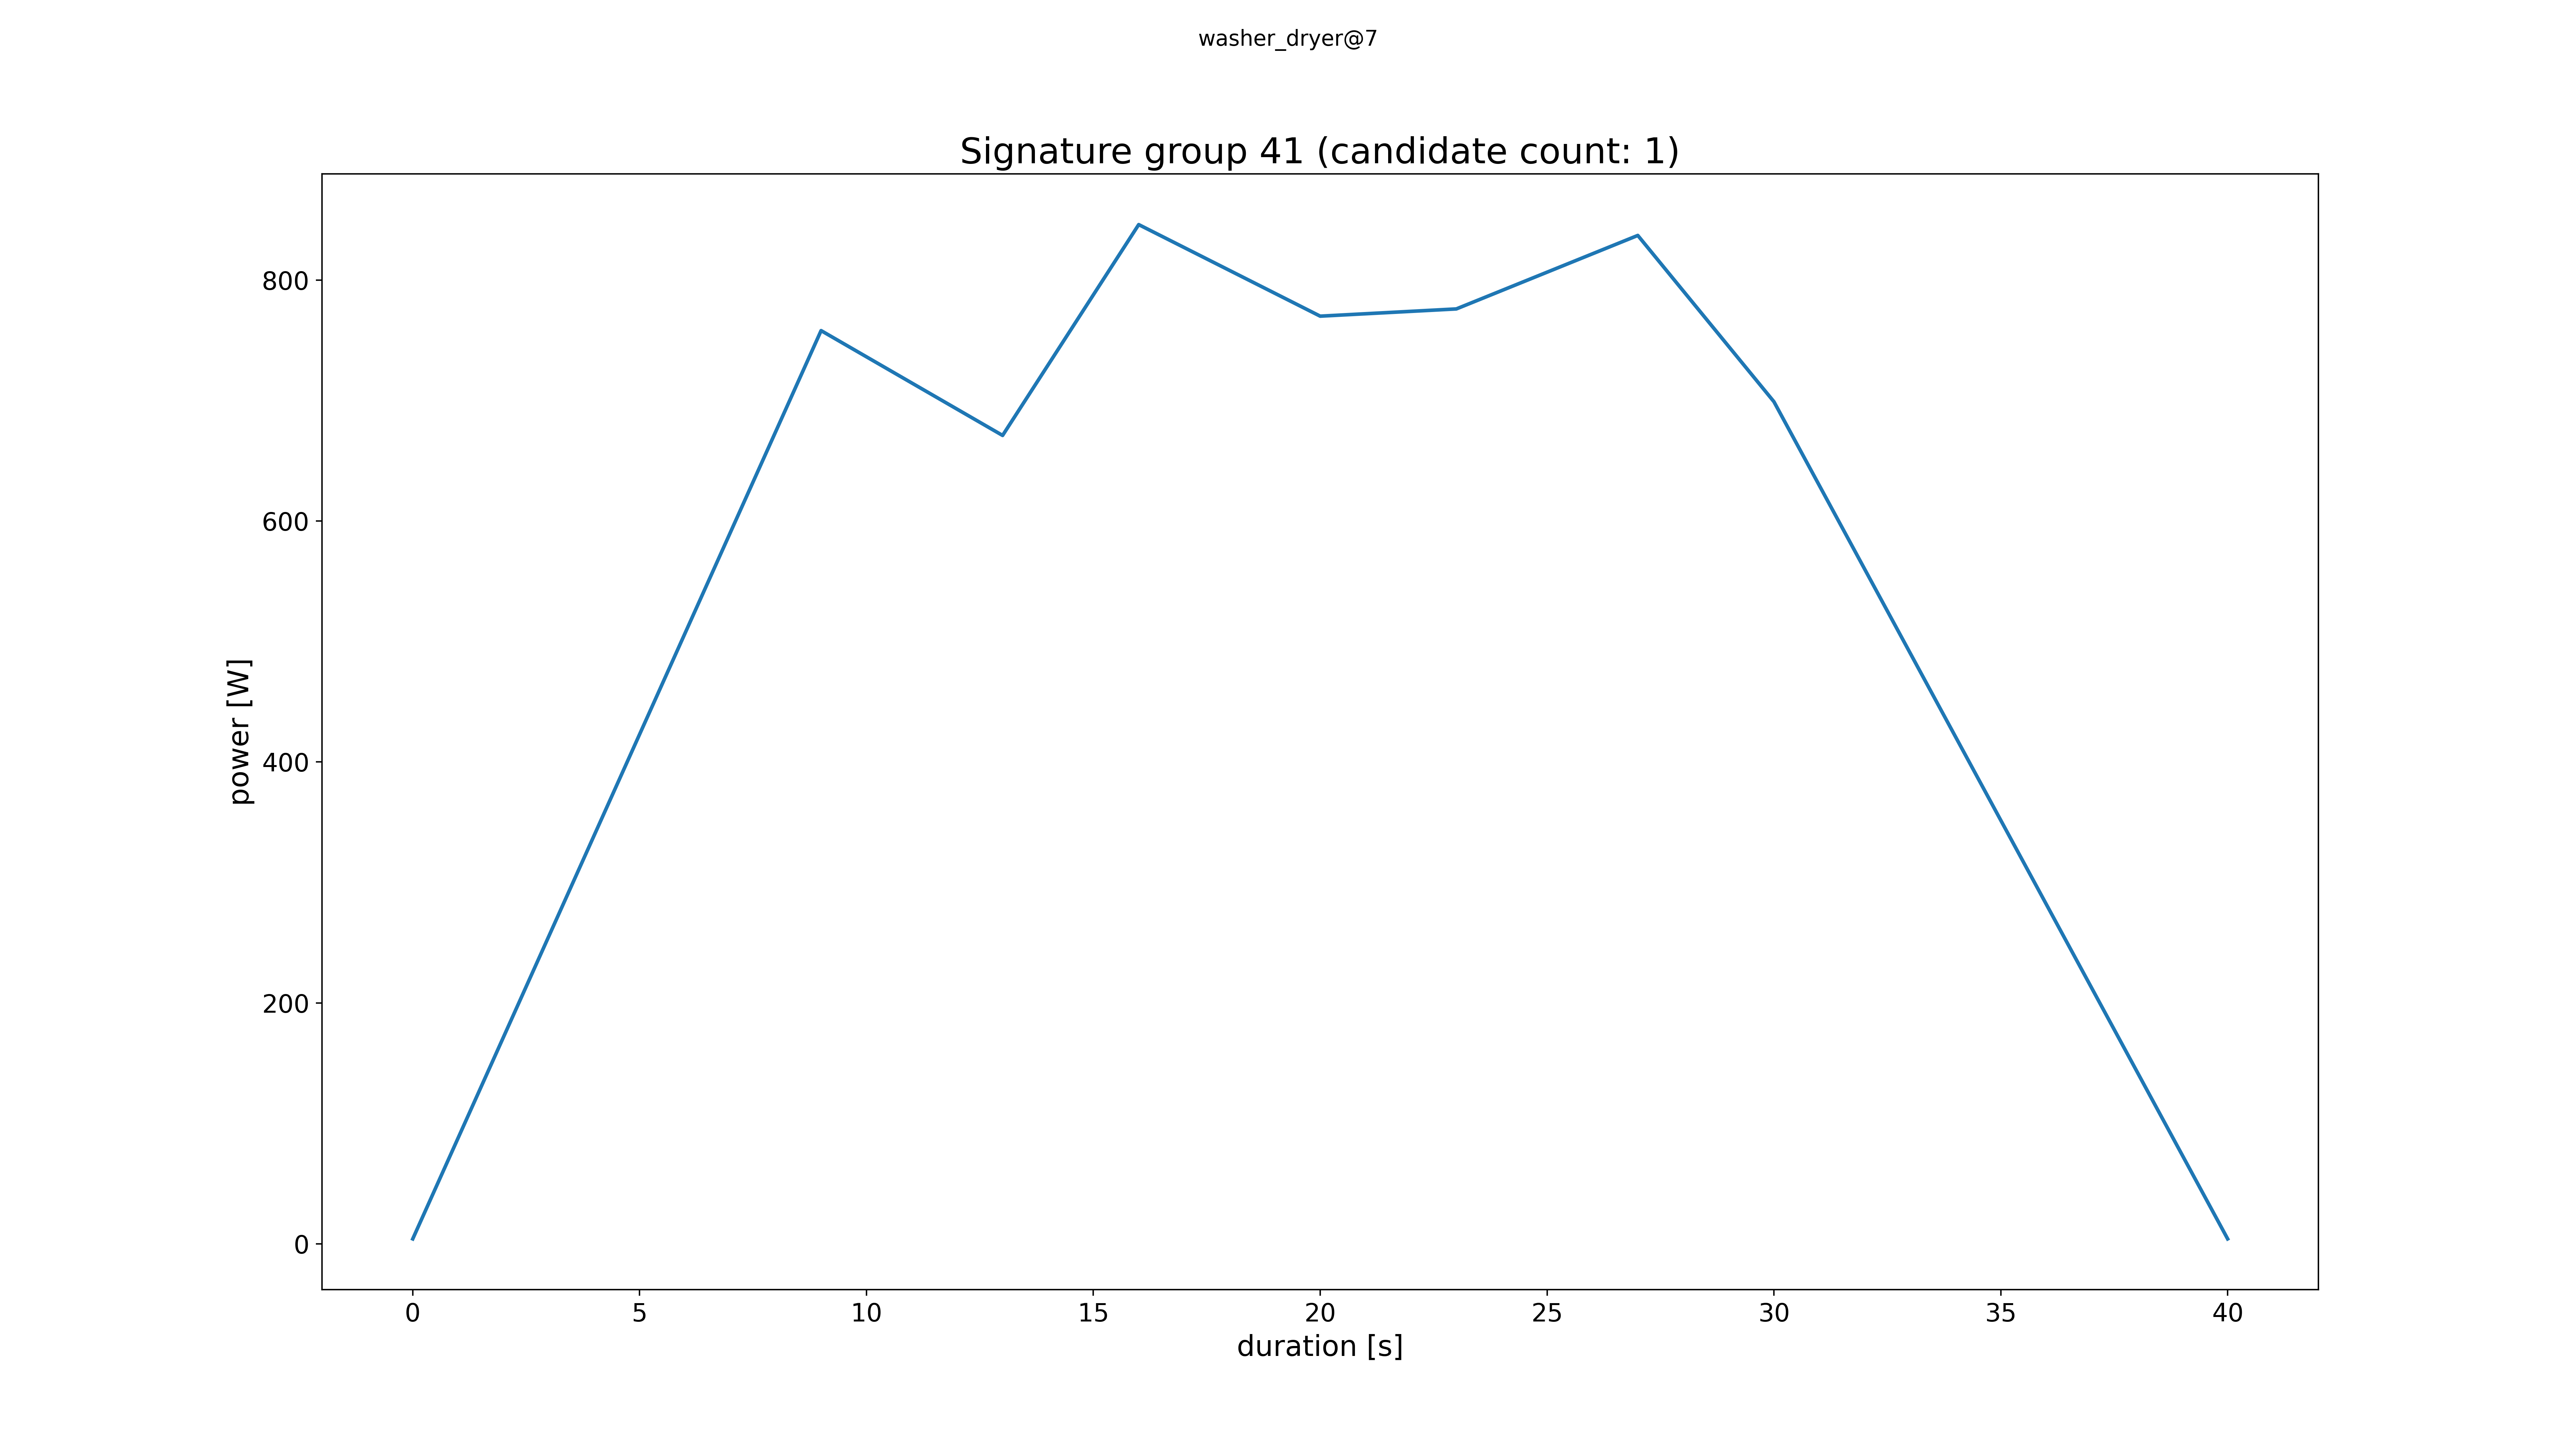 washer_dryer@7
Signature group 41 (candidate count: 1)
800
600
400
200
0
power [W]
0 5 10 15 20 25 30 35 40
duration [s]